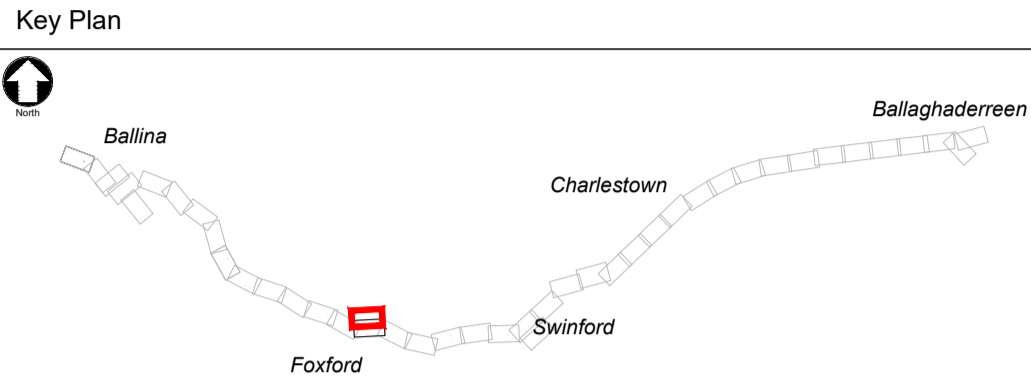 Key Plan
North
Ballaghaderreen
Ballina
Charlestown
Swinford
Foxford